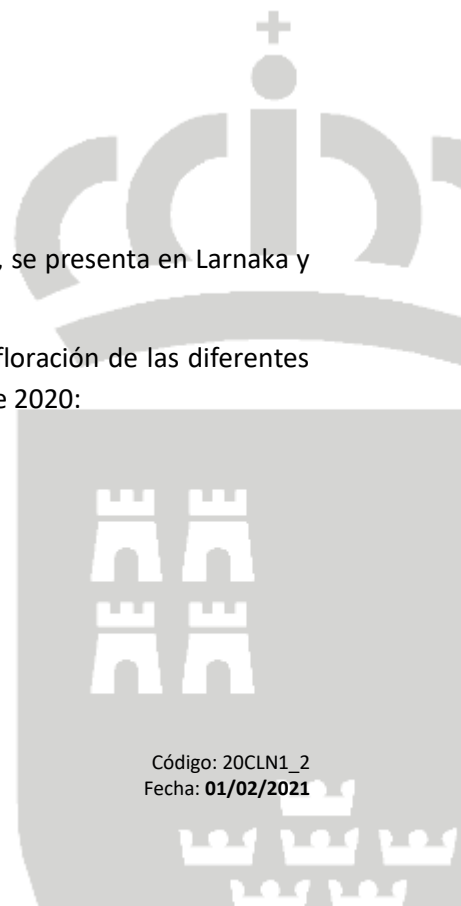 , se presenta en Larnaka y
floración de las diferentes
e 2020:
Código: 20CLN1_2
Fecha: 01/02/2021